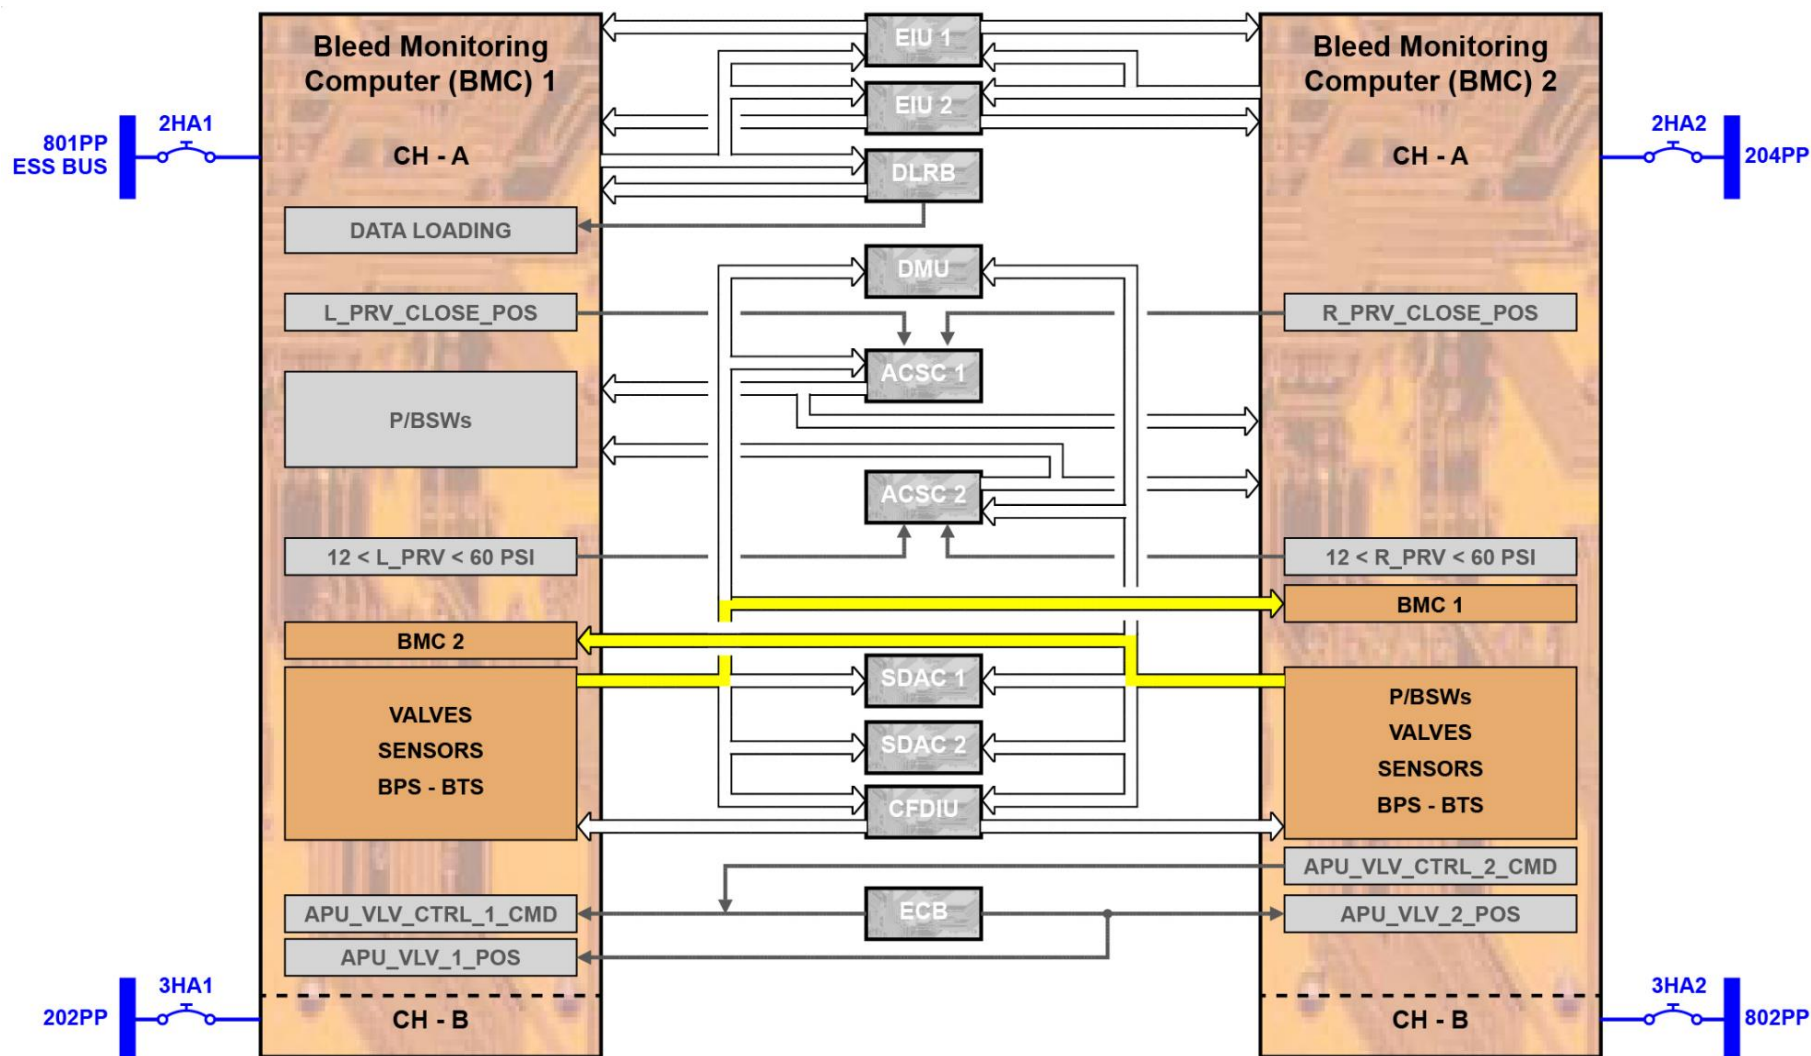 Bleed Monitoring
Computer (BMC) 1
CH - A
801PP
ESS BUS
2HA1
DATA LOADING
L_PRV_CLOSE_POS
P/BSWs
12 < L_PRV < 60 PSI
BMC 2
VALVES
SENSORS
BPS - BTS
APU_VLV_CTRL_1_CMD
APU_VLV_1_POS
202PP
3HA1
CH - B
EIU 1
EIU 2
DLRB
DMU
ACSC 1
ACSC 2
SDAC 1
SDAC 2
CFDIU
ECB
Bleed Monitoring
Computer (BMC) 2
CH - A
2HA2
204PP
R_PRV_CLOSE_POS
12 < R_PRV < 60 PSI
BMC 1
P/BSWs
VALVES
SENSORS
BPS - BTS
APU_VLV_CTRL_2_CMD
APU_VLV_2_POS
CH - B
3HA2
802PP